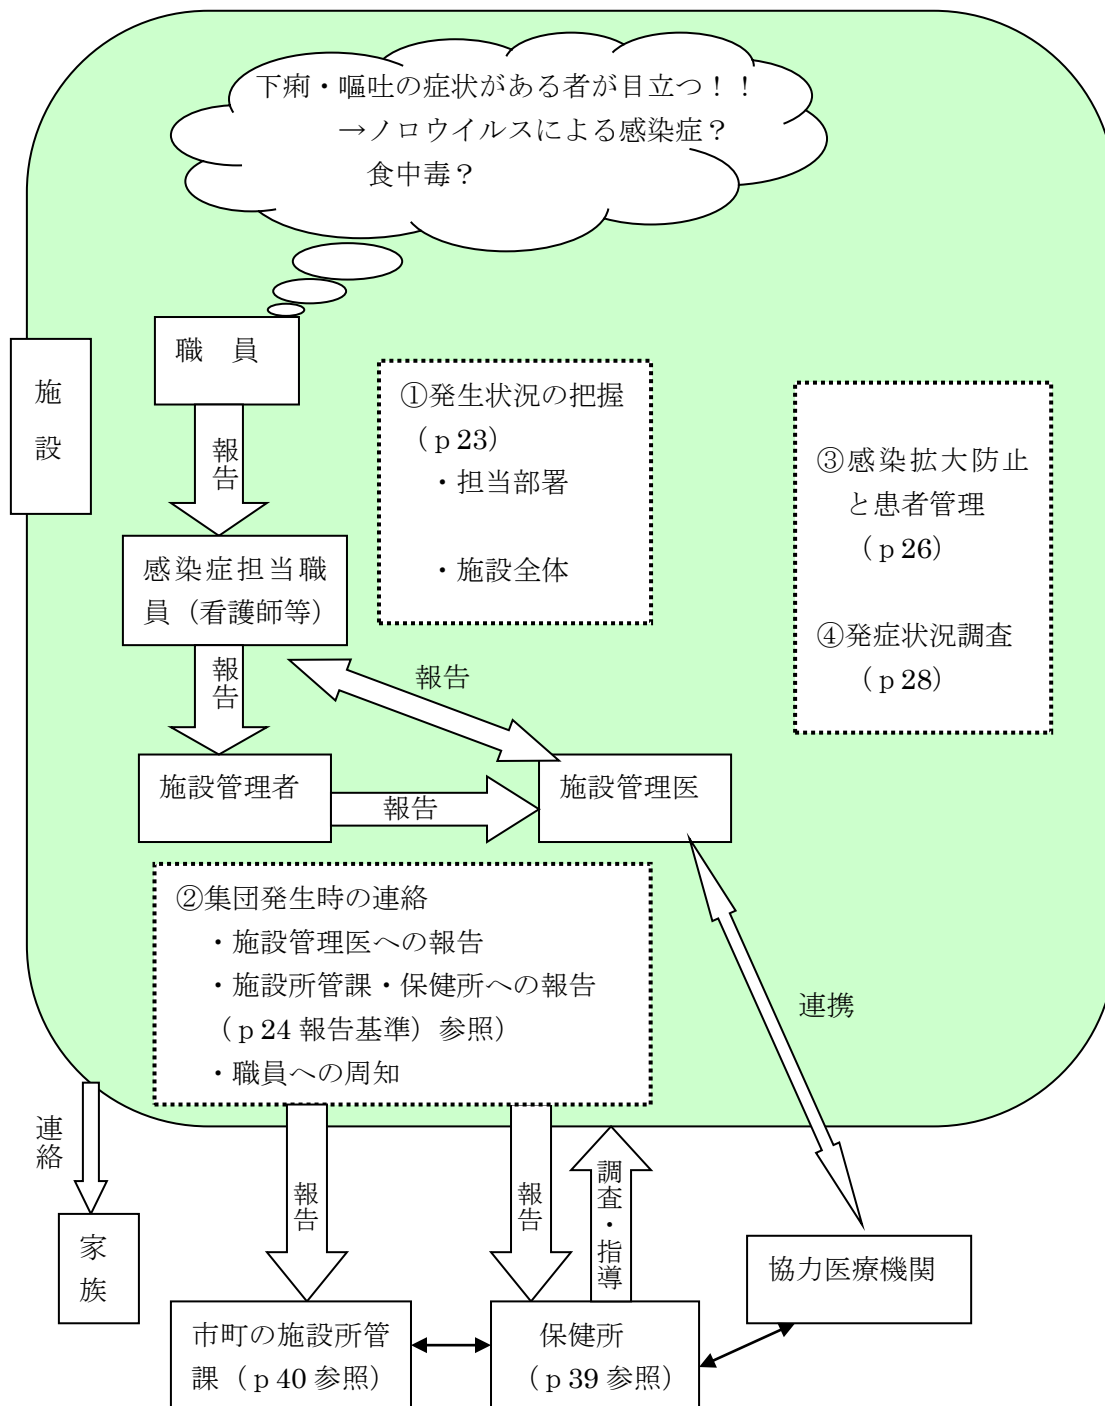 下痢・嘔吐の症状がある者が目立つ！！
→ノロウイルスによる感染症？
食中毒？
職　員
施設
報告
①発生状況の把握
（ｐ23）
・担当部署
・施設全体
③感染拡大防止
と患者管理
（ｐ26）
④発症状況調査
（ｐ28）
感染症担当職
員（看護師等）
報告
報告
施設管理者
報告
施設管理医
②集団発生時の連絡
・施設管理医への報告
・施設所管課・保健所への報告
（ｐ24 報告基準）参照）
・職員への周知
連携
連絡
報告
報告
調査・指導
家族
協力医療機関
市町の施設所管
課（ｐ40 参照）
保健所
（ｐ39 参照）